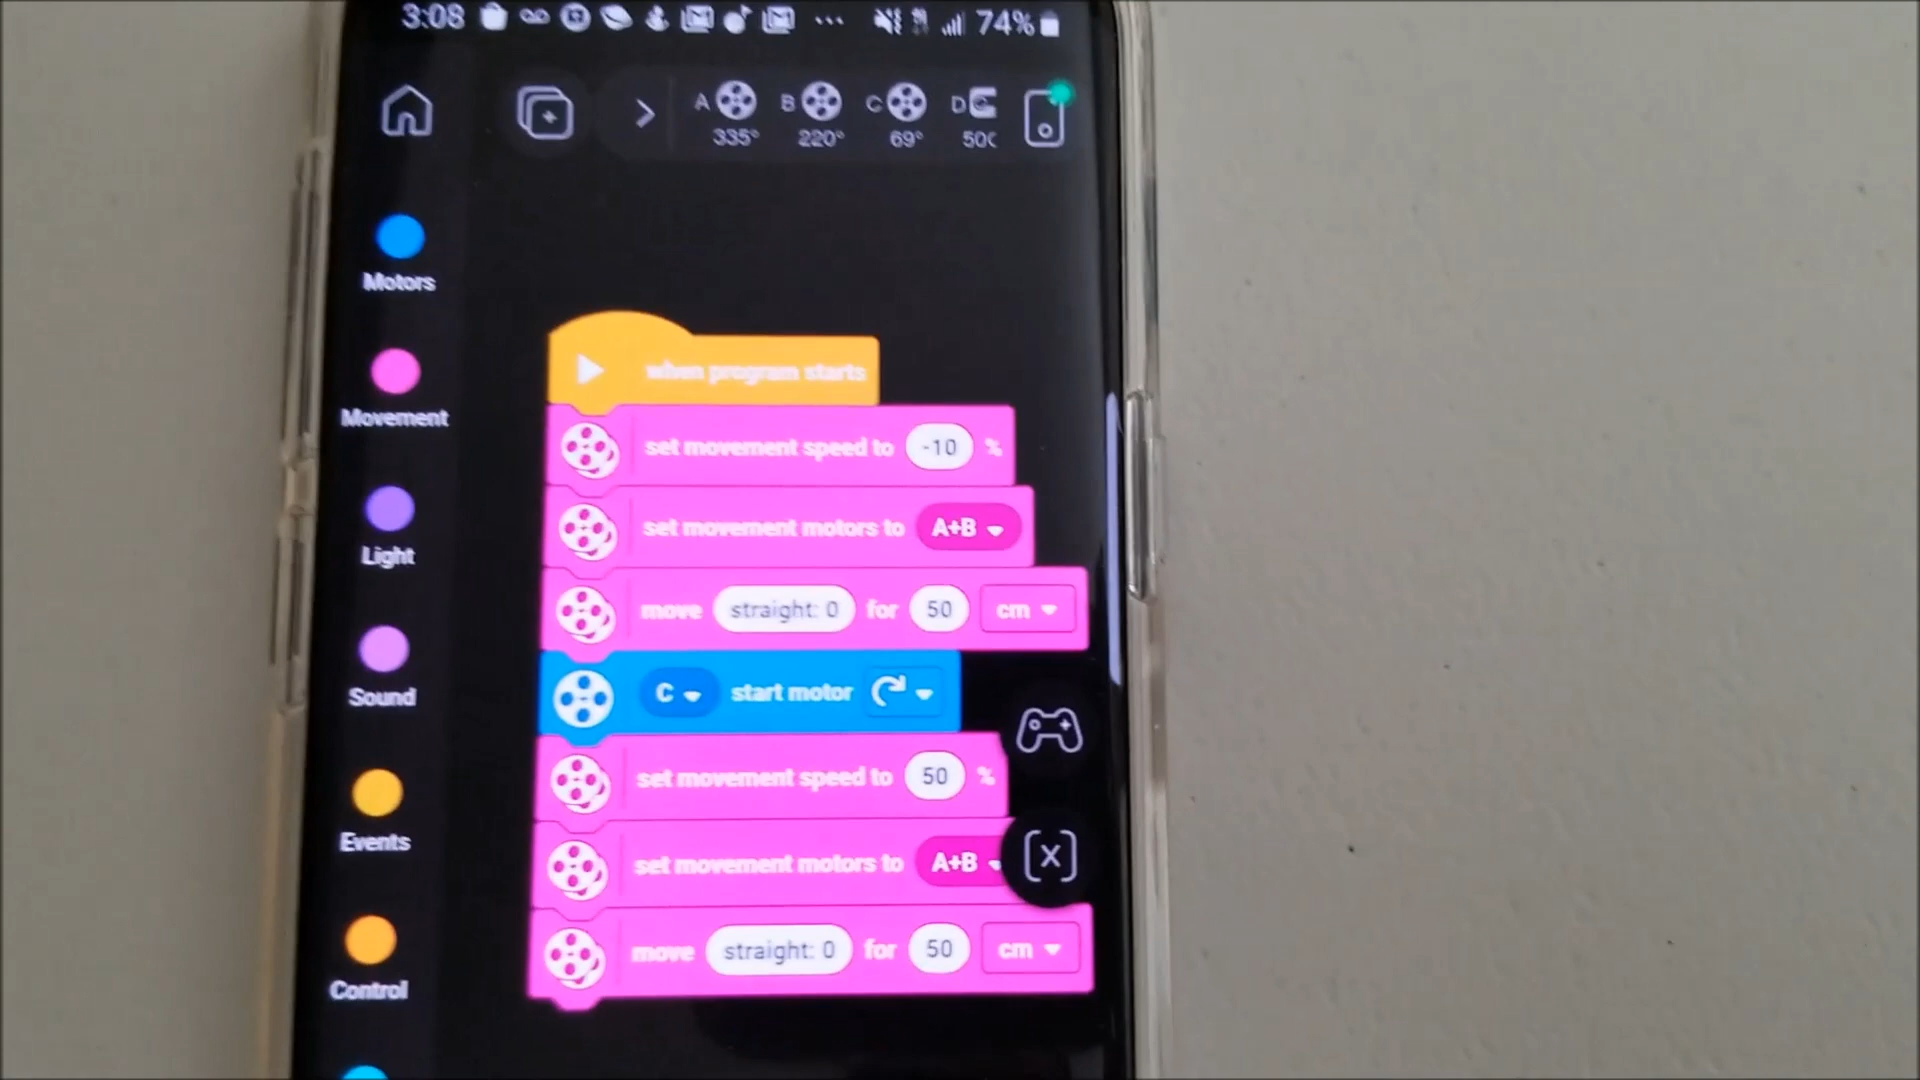 3:08 74%
A B C D
335° 220° 69°
Motors
Movement
Light
Sound
Events
Control
when program starts
set movement speed to -10 %
set movement motors to A+B
move straight: 0 for 50 cm
C start motor
set movement speed to 50 %
set movement motors to A+B
move straight: 0 for 50 cm